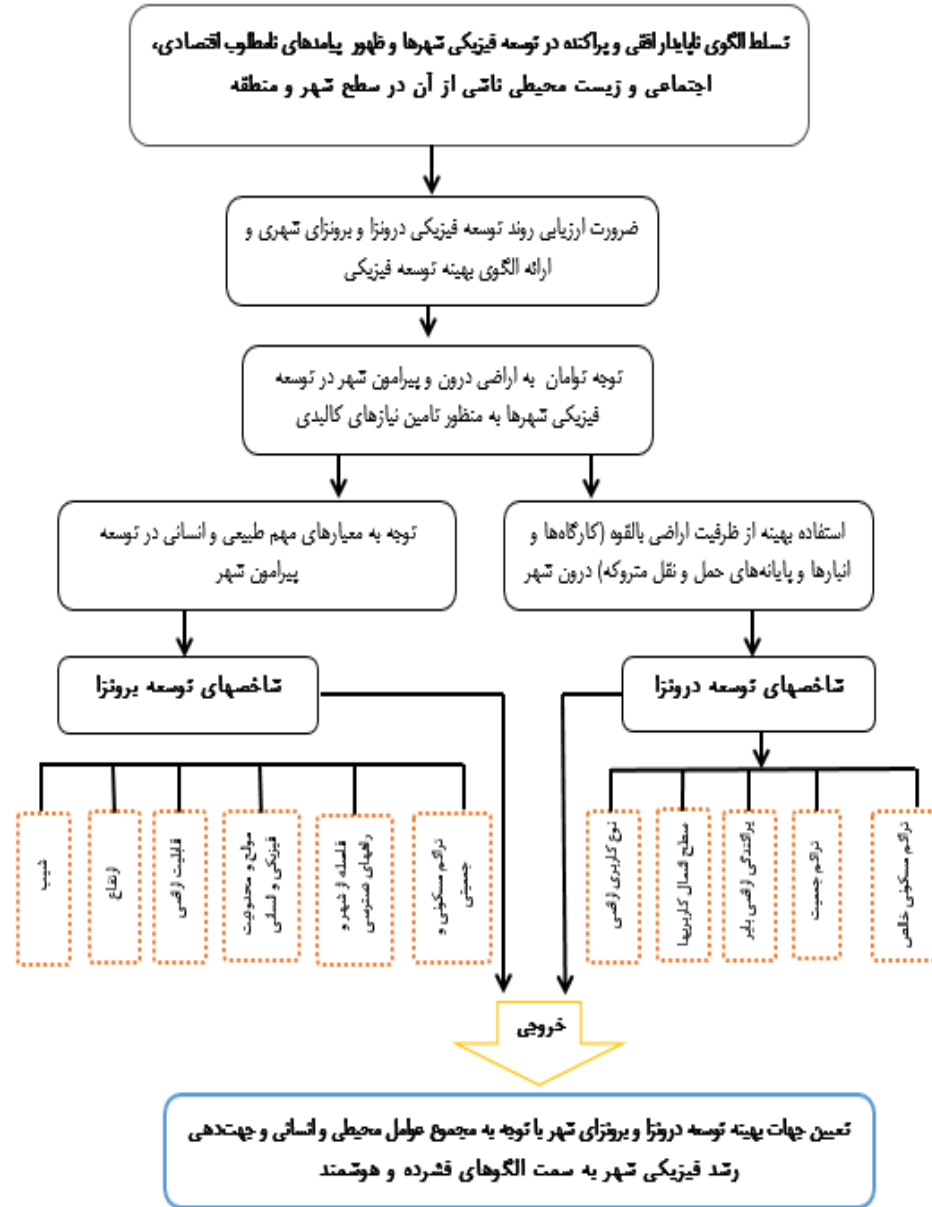 تسلط الگوی ناپایدار افقی و پراکنده در توسعه فیزیکی شهرها و ظهور پیامدهای نامطلوب اقتصادی،
اجتماعی و زیست محیطی ناشی از آن در سطح شهر و منطقه
ضرورت ارزیابی روند توسعه فیزیکی درونزا و برونزای شهری و
ارائه الگوی بهینه توسعه فیزیکی
توجه توامان به اراضی درون و پیرامون شهر در توسعه
فیزیکی شهرها به منظور تامین نیازهای کالبدی
استفاده بهینه از ظرفیت اراضی بالقوه (کارگاه‌ها و
انبارها و پایانه‌های حمل و نقل متروکه) درون شهر
توجه به معیارهای مهم طبیعی و انسانی در توسعه
پیرامون شهر
شاخصهای توسعه درونزا
شاخصهای توسعه برونزا
تراکم مسکونی خالص
تراکم جمعیت
پراکندگی اراضی بایر
سطح اشغال کاربریها
نوع کاربری اراضی
تراکم مسکونی و
جمعیتی
فاصله از شهر و
راههای دسترسی
موانع و محدودیت
فیزیکی و انسانی
قابلیت اراضی
ارتفاع
شیب
خروجی
تعیین جهات بهینه توسعه درونزا و برونزای شهر با توجه به مجموع عوامل محیطی و انسانی و جهت‌دهی
رشد فیزیکی شهر به سمت الگوهای فشرده و هوشمند